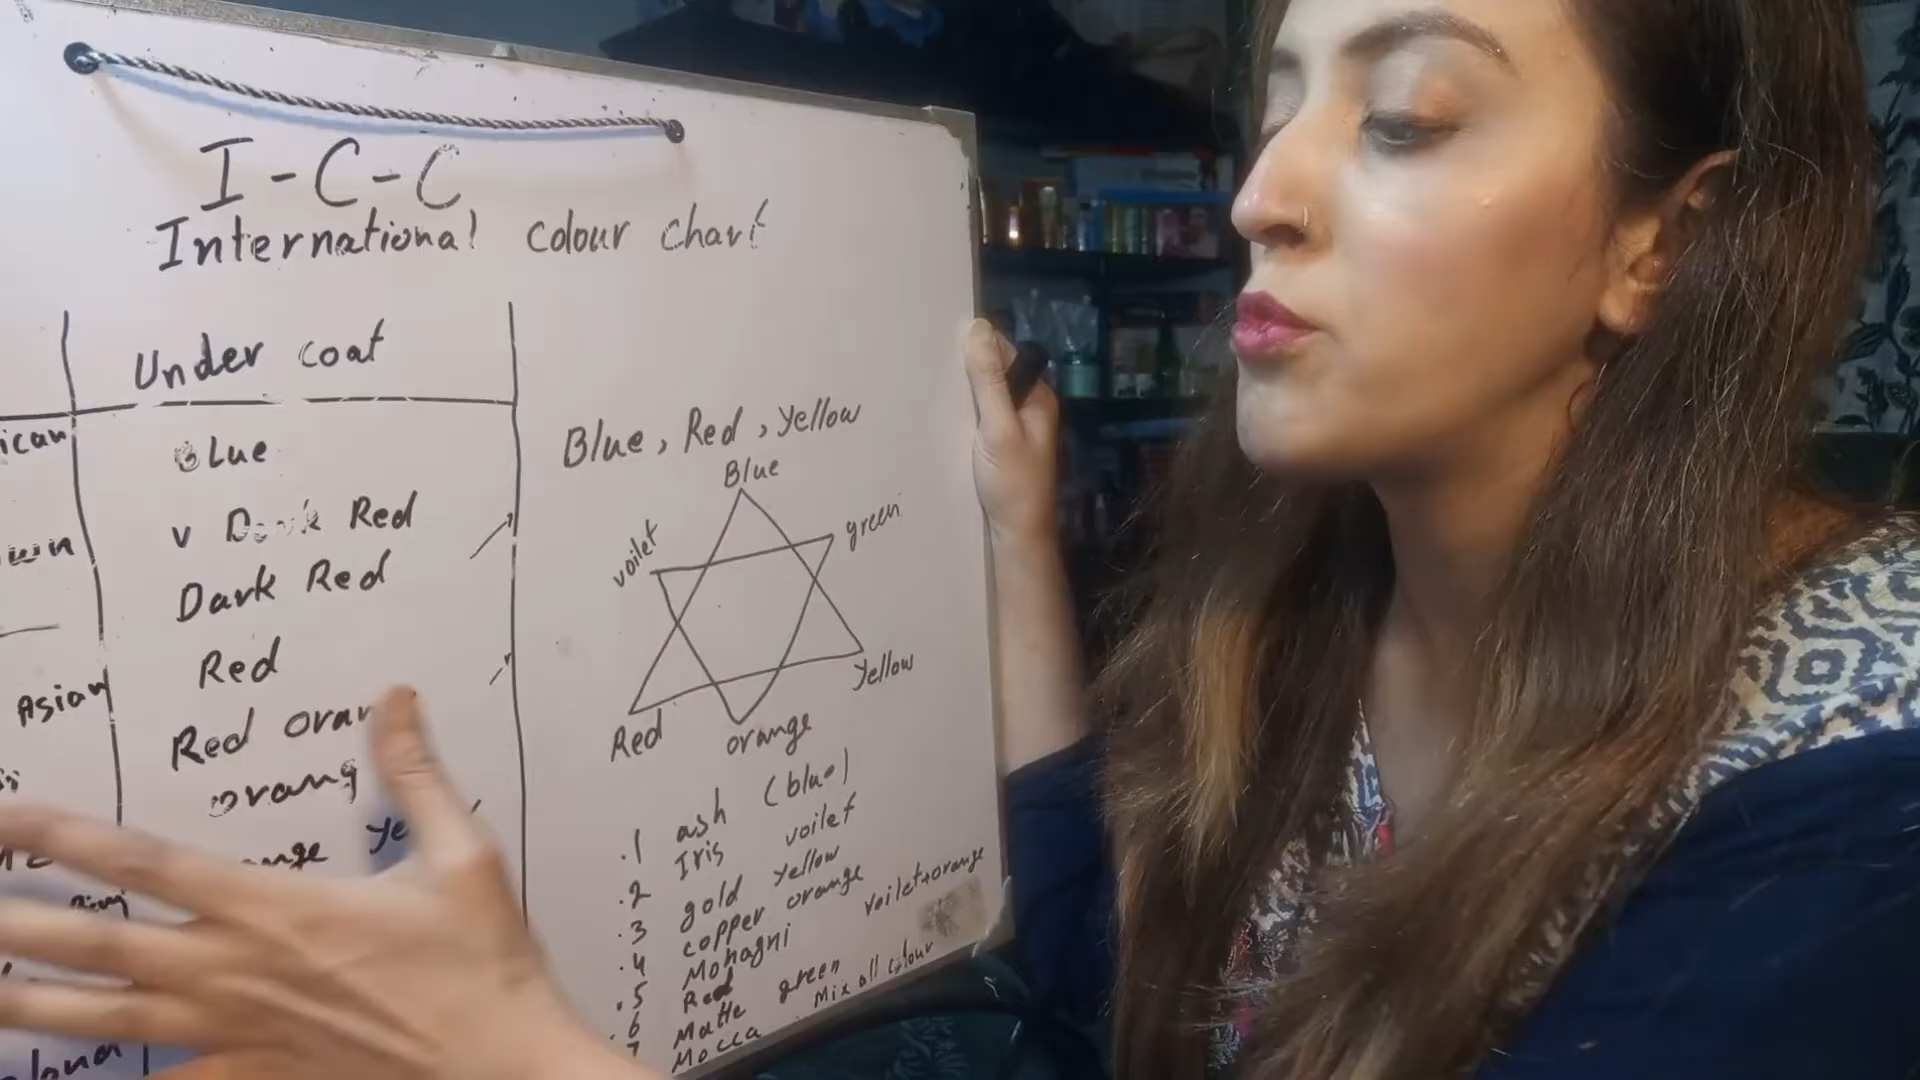 I-C-C
International colour chart
Under coat
Blue
v Dark Red
Dark Red
Red
Red
Asian
Blue, Red, Yellow
Blue
voilet
green
Red
orange
Yellow
.1 ash (blue)
.2 Iris voilet
.3 gold yellow
.4 copper orange
.5 Mohagni voilet+orange
.6 Red
.7 Matte green
Mocca Mix all colour